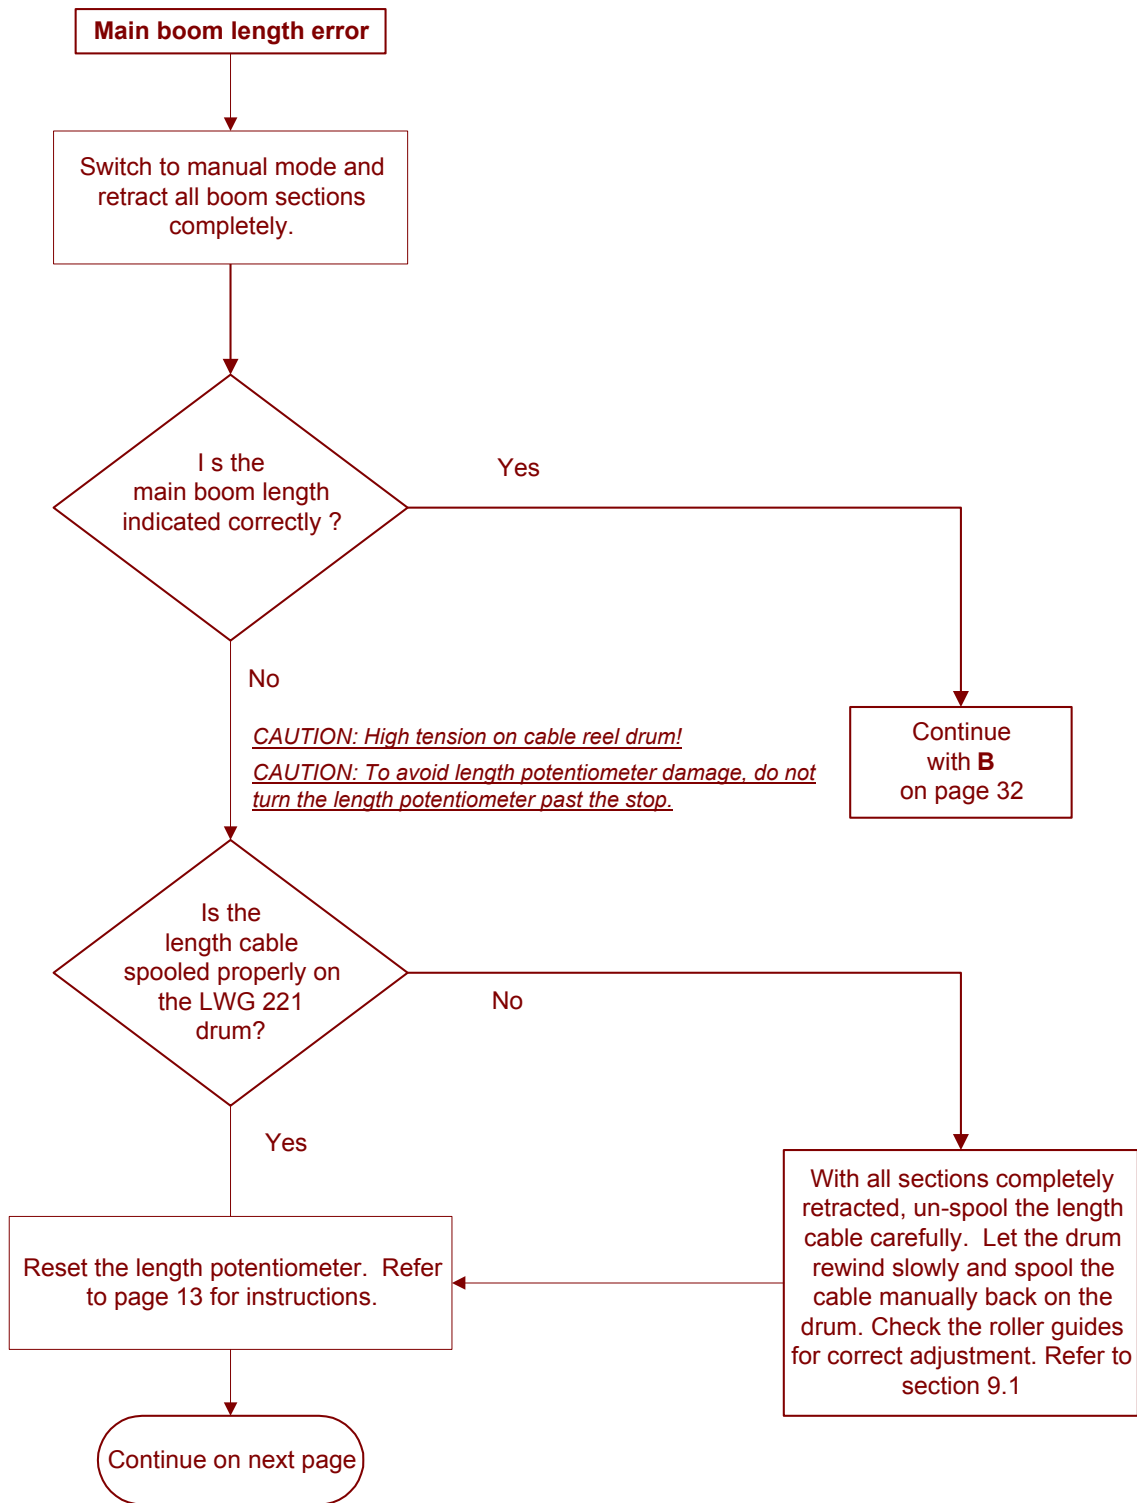 Main boom length error
Switch to manual mode and
retract all boom sections
completely.
I s the
main boom length
indicated correctly ?
Yes
No
CAUTION: High tension on cable reel drum!
CAUTION: To avoid length potentiometer damage, do not
turn the length potentiometer past the stop.
Continue
with B
on page 32
Is the
length cable
spooled properly on
the LWG 221
drum?
No
Yes
With all sections completely
retracted, un-spool the length
cable carefully.  Let the drum
rewind slowly and spool the
cable manually back on the
drum. Check the roller guides
for correct adjustment. Refer to
section 9.1
Reset the length potentiometer.  Refer
to page 13 for instructions.
Continue on next page